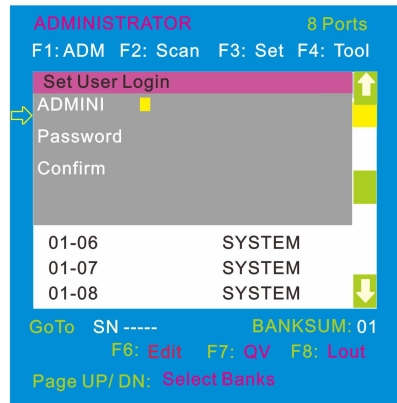 ADMINISTRATOR 8 Ports
F1: ADM F2: Scan F3: Set F4: Tool
Set User Login
ADMINI
Password
Confirm
01-06 SYSTEM
01-07 SYSTEM
01-08 SYSTEM
GoTo SN ----- BANKSUM: 01
F6: Edit F7: QV F8: Lout
Page UP/ DN: Select Banks